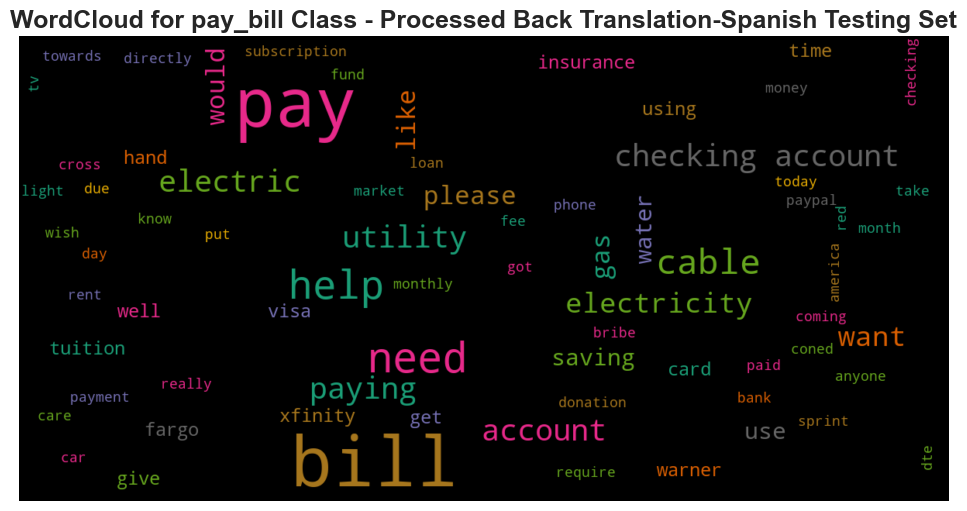 WordCloud for pay_bill Class - Processed Back Translation-Spanish Testing Set
towards
directly
subscription
fund
tv
would
pay
like
insurance
time
money
checking
using
cross
hand
loan
checking account
light
due
electric
market
please
today
take
paypal
wish
know
put
fee
phone
water
red
month
day
utility
got
gas
cable
america
rent
help
monthly
well
visa
electricity
coming
bribe
want
tuition
need
saving
coned
card
paid
anyone
payment
really
paying
donation
bank
care
fargo
xfinity
get
account
use
sprint
car
give
bill
require
warner
dte